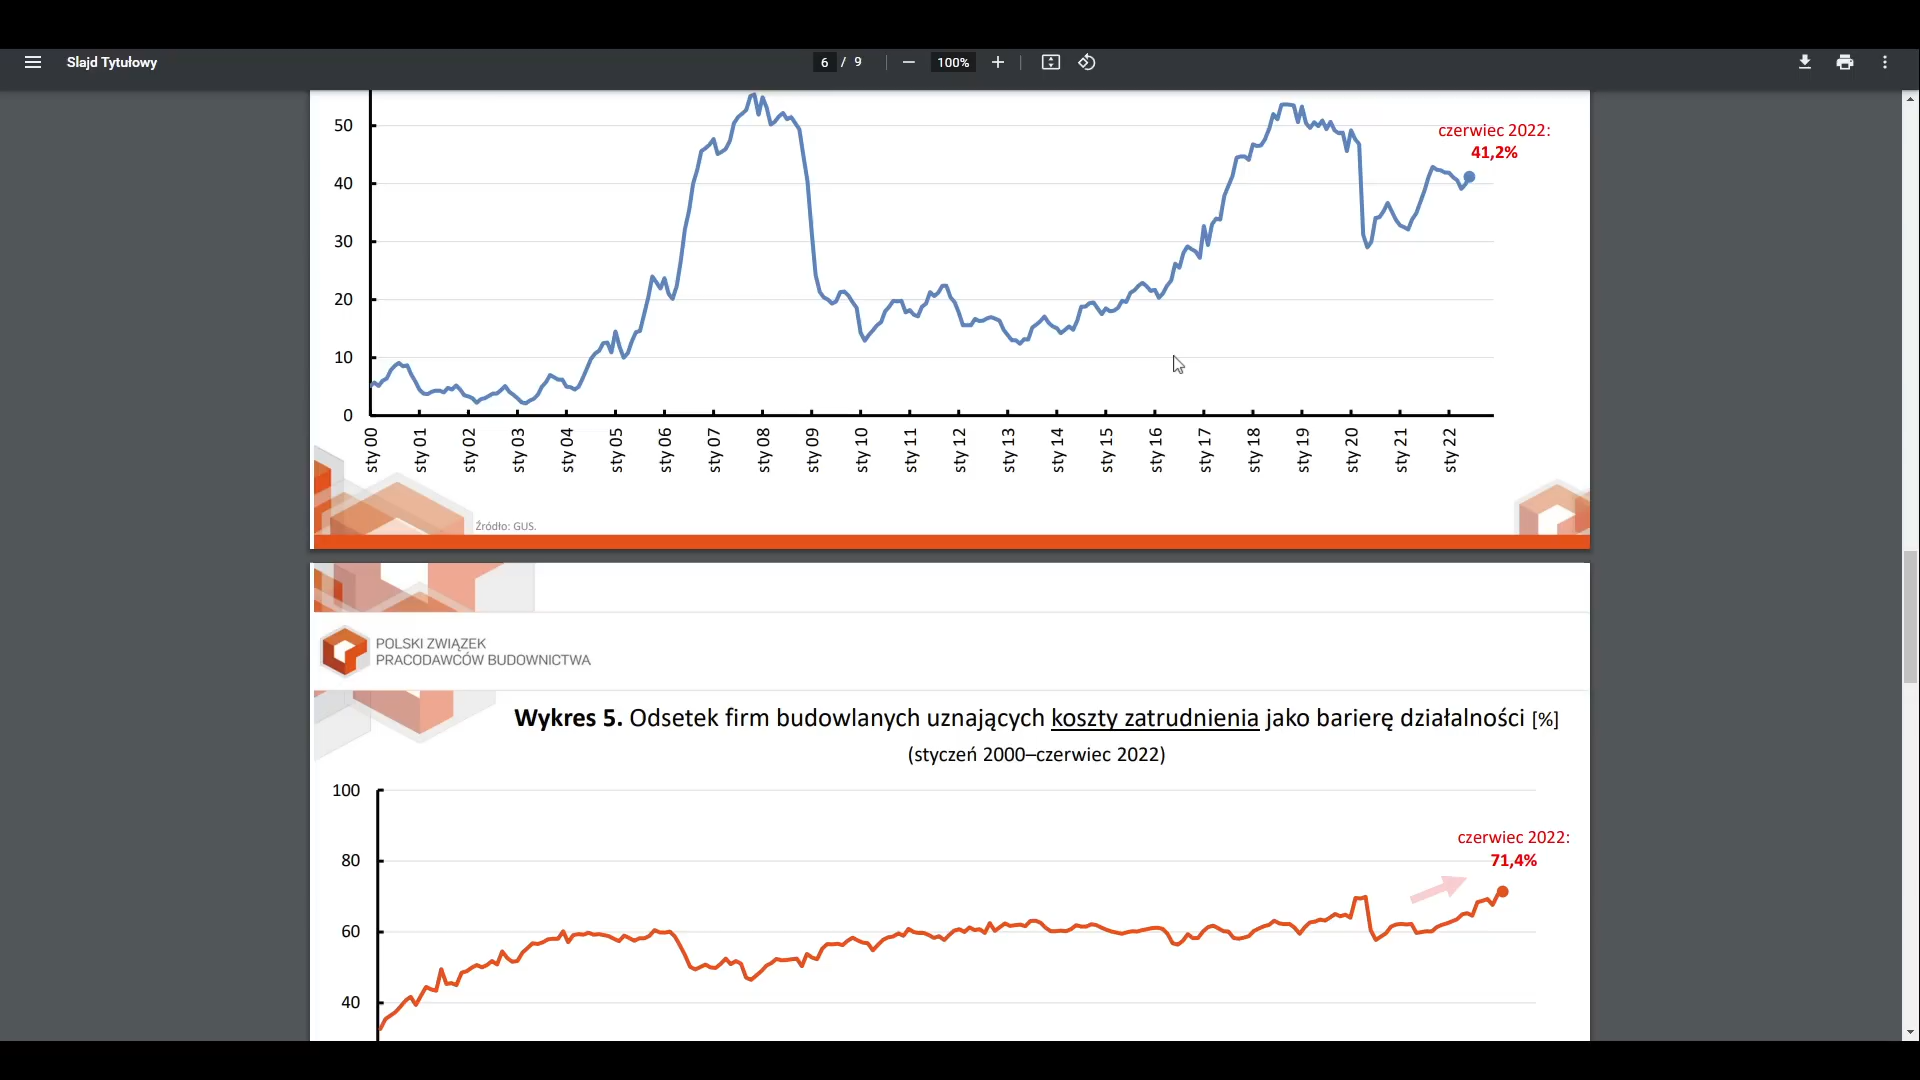 Slajd Tytułowy
6 / 9
100%
50
40
30
20
10
0
czerwiec 2022:
41,2%
sty 00
sty 01
sty 02
sty 03
sty 04
sty 05
sty 06
sty 07
sty 08
sty 09
sty 10
sty 11
sty 12
sty 13
sty 14
sty 15
sty 16
sty 17
sty 18
sty 19
sty 20
sty 21
sty 22
Źródło: GUS.
POLSKI ZWIĄZEK
PRACODAWCÓW BUDOWNICTWA
Wykres 5. Odsetek firm budowlanych uznających koszty zatrudnienia jako barierę działalności [%]
(styczeń 2000–czerwiec 2022)
100
80
60
40
czerwiec 2022:
71,4%